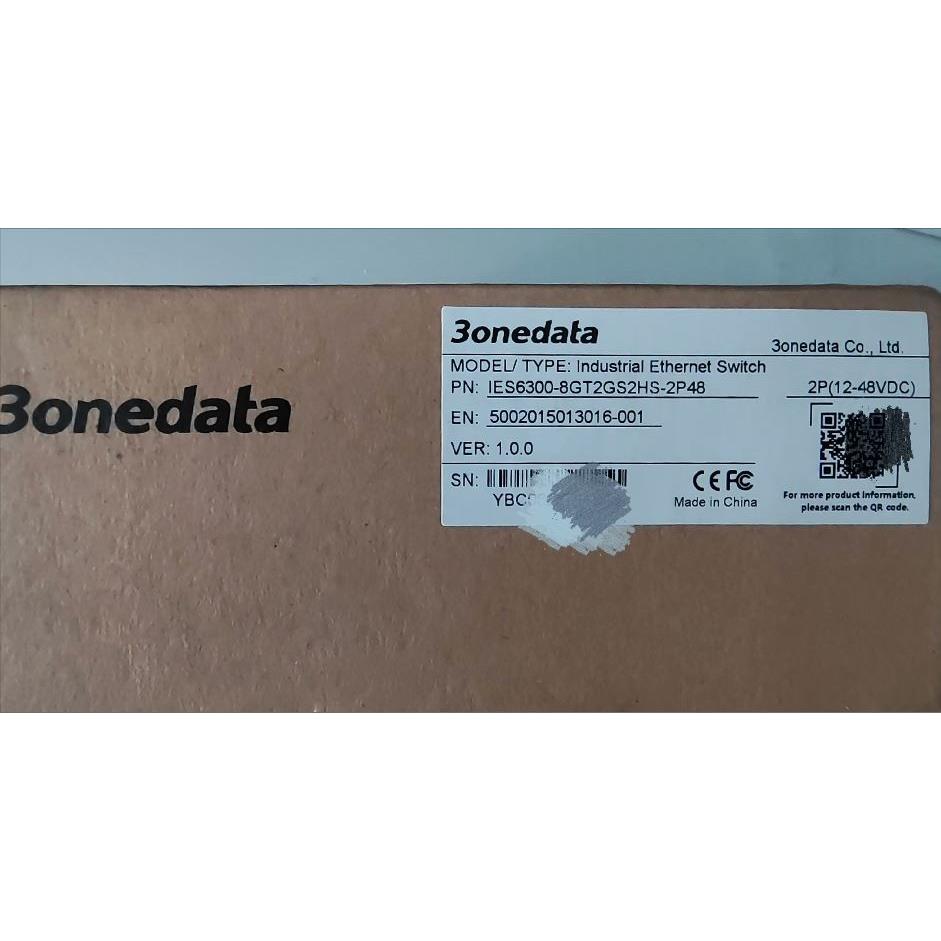 3onedata
3onedata
3onedata Co., Ltd.
MODEL/ TYPE: Industrial Ethernet Switch
PN: IES6300-8GT2GS2HS-2P48
2P(12-48VDC)
EN: 5002015013016-001
VER: 1.0.0
SN:
CE FC
Made in China
For more product information,
please scan the QR code.